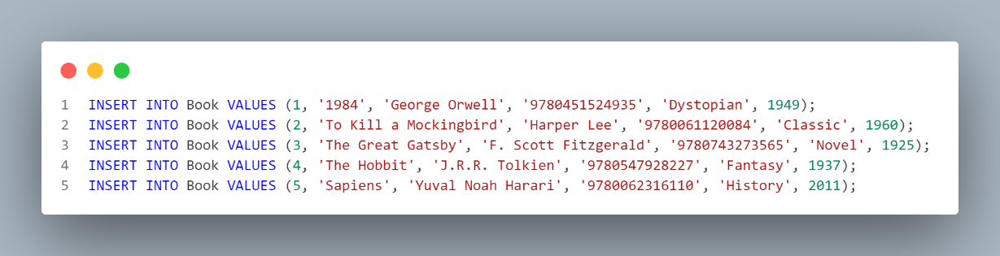 1 INSERT INTO Book VALUES (1, '1984', 'George Orwell', '9780451524935', 'Dystopian', 1949);
2 INSERT INTO Book VALUES (2, 'To Kill a Mockingbird', 'Harper Lee', '9780061120084', 'Classic', 1960);
3 INSERT INTO Book VALUES (3, 'The Great Gatsby', 'F. Scott Fitzgerald', '9780743273565', 'Novel', 1925);
4 INSERT INTO Book VALUES (4, 'The Hobbit', 'J.R.R. Tolkien', '9780547928227', 'Fantasy', 1937);
5 INSERT INTO Book VALUES (5, 'Sapiens', 'Yuval Noah Harari', '9780062316110', 'History', 2011);